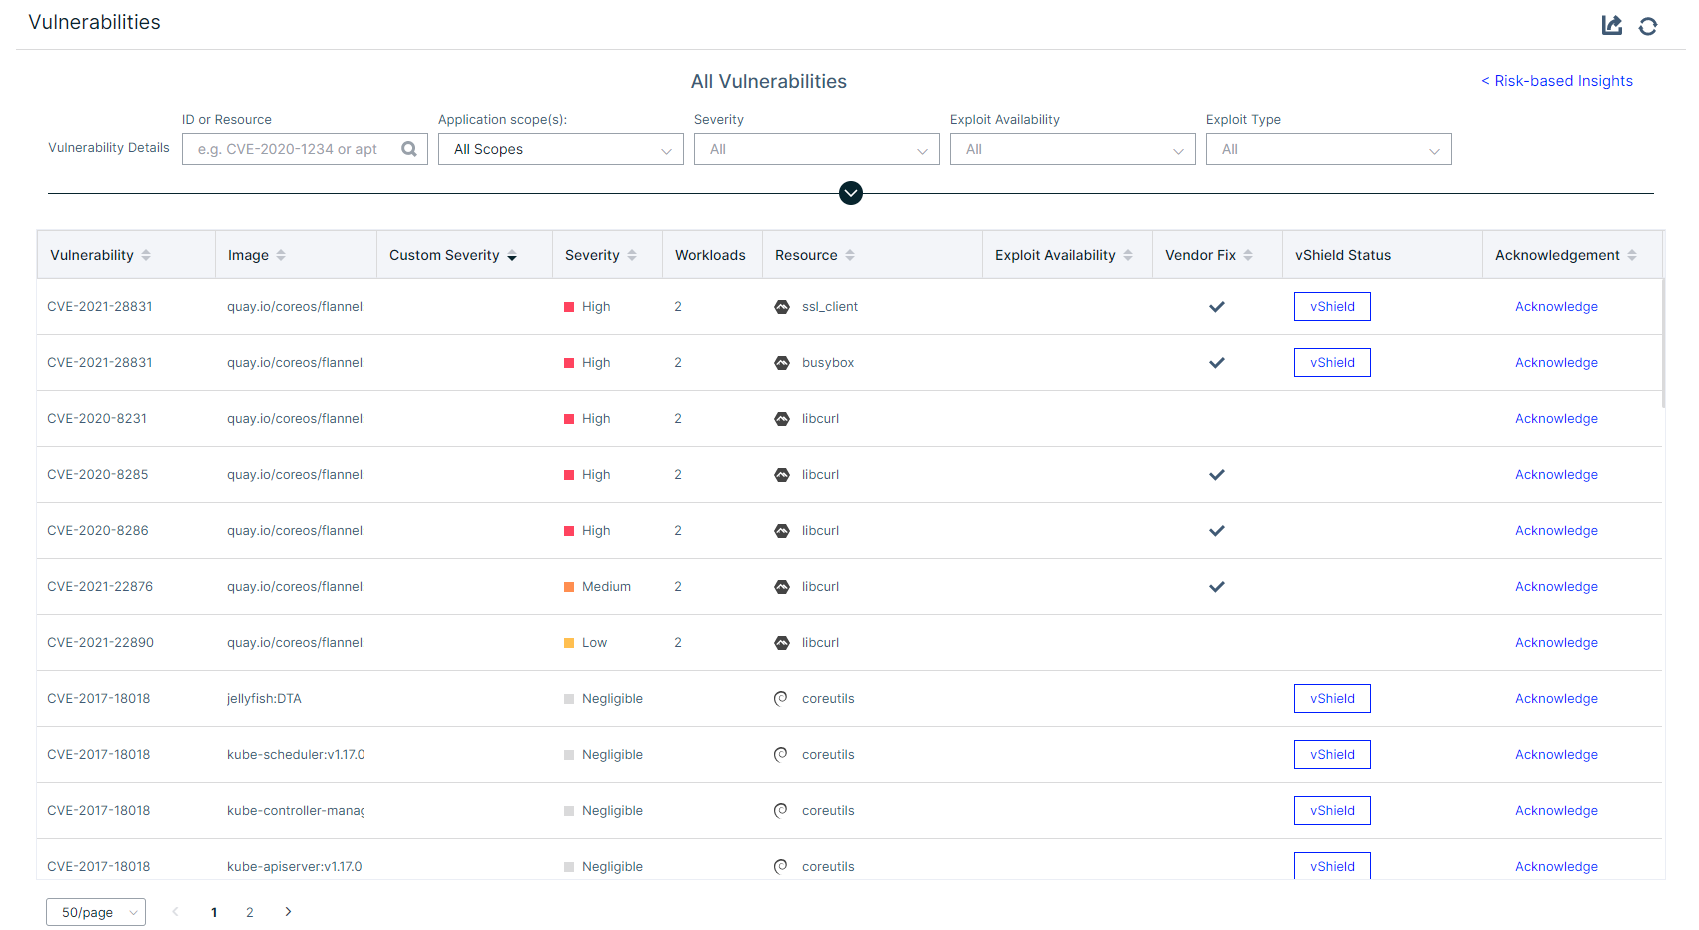 Vulnerabilities
All Vulnerabilities
< Risk-based Insights
ID or Resource Application scope(s): Severity Exploit Availability Exploit Type
Vulnerability Details e.g. CVE-2020-1234 or apt All Scopes All All All
Vulnerability Image Custom Severity Severity Workloads Resource Exploit Availability Vendor Fix vShield Status Acknowledgement
CVE-2021-28831 quay.io/coreos/flannel High 2 ssl_client vShield Acknowledge
CVE-2021-28831 quay.io/coreos/flannel High 2 busybox vShield Acknowledge
CVE-2020-8231 quay.io/coreos/flannel High 2 libcurl Acknowledge
CVE-2020-8285 quay.io/coreos/flannel High 2 libcurl Acknowledge
CVE-2020-8286 quay.io/coreos/flannel High 2 libcurl Acknowledge
CVE-2021-22876 quay.io/coreos/flannel Medium 2 libcurl Acknowledge
CVE-2021-22890 quay.io/coreos/flannel Low 2 libcurl Acknowledge
CVE-2017-18018 jellyfish:DTA Negligible coreutils vShield Acknowledge
CVE-2017-18018 kube-scheduler:v1.17.0 Negligible coreutils vShield Acknowledge
CVE-2017-18018 kube-controller-manag Negligible coreutils vShield Acknowledge
CVE-2017-18018 kube-apiserver:v1.17.0 Negligible coreutils vShield Acknowledge
50/page < 1 2 >